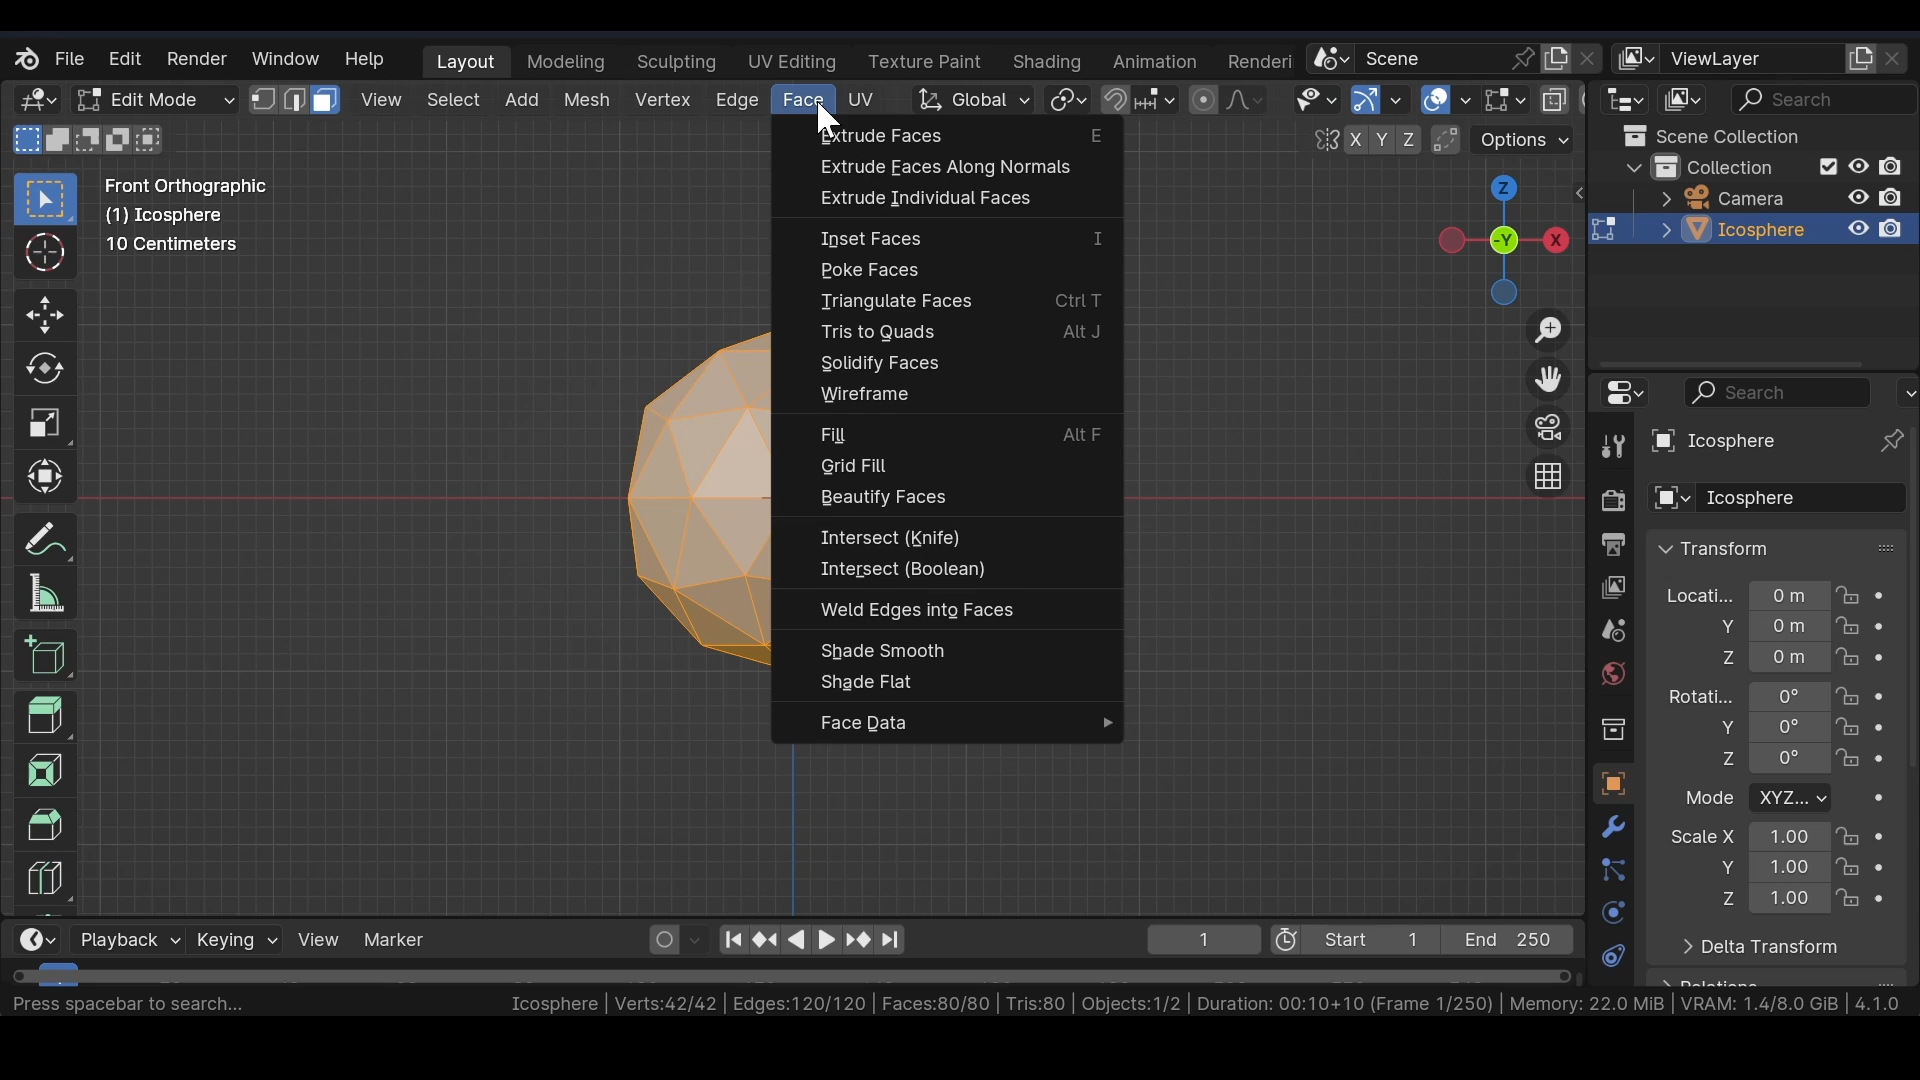 File Edit Render Window Help Layout Modeling Sculpting UV Editing Texture Paint Shading Animation Renderi Scene ViewLayer
Edit Mode View Select Add Mesh Vertex Edge Face UV Global Search
X Y Z Options
Scene Collection
Collection
Camera
Icosphere
Front Orthographic
(1) Icosphere
10 Centimeters
Extrude Faces E
Extrude Faces Along Normals
Extrude Individual Faces
Inset Faces I
Poke Faces
Triangulate Faces Ctrl T
Tris to Quads Alt J
Solidify Faces
Wireframe
Fill Alt F
Grid Fill
Beautify Faces
Intersect (Knife)
Intersect (Boolean)
Weld Edges into Faces
Shade Smooth
Shade Flat
Face Data
Z
-Y X
Search
Icosphere
Icosphere
Transform
Locati... 0 m
Y 0 m
Z 0 m
Rotati... 0°
Y 0°
Z 0°
Mode XYZ...
Scale X 1.00
Y 1.00
Z 1.00
Delta Transform
Playback Keying View Marker 1 Start 1 End 250
Press spacebar to search... Icosphere | Verts:42/42 | Edges:120/120 | Faces:80/80 | Tris:80 | Objects:1/2 | Duration: 00:10+10 (Frame 1/250) | Memory: 22.0 MiB | VRAM: 1.4/8.0 GiB | 4.1.0